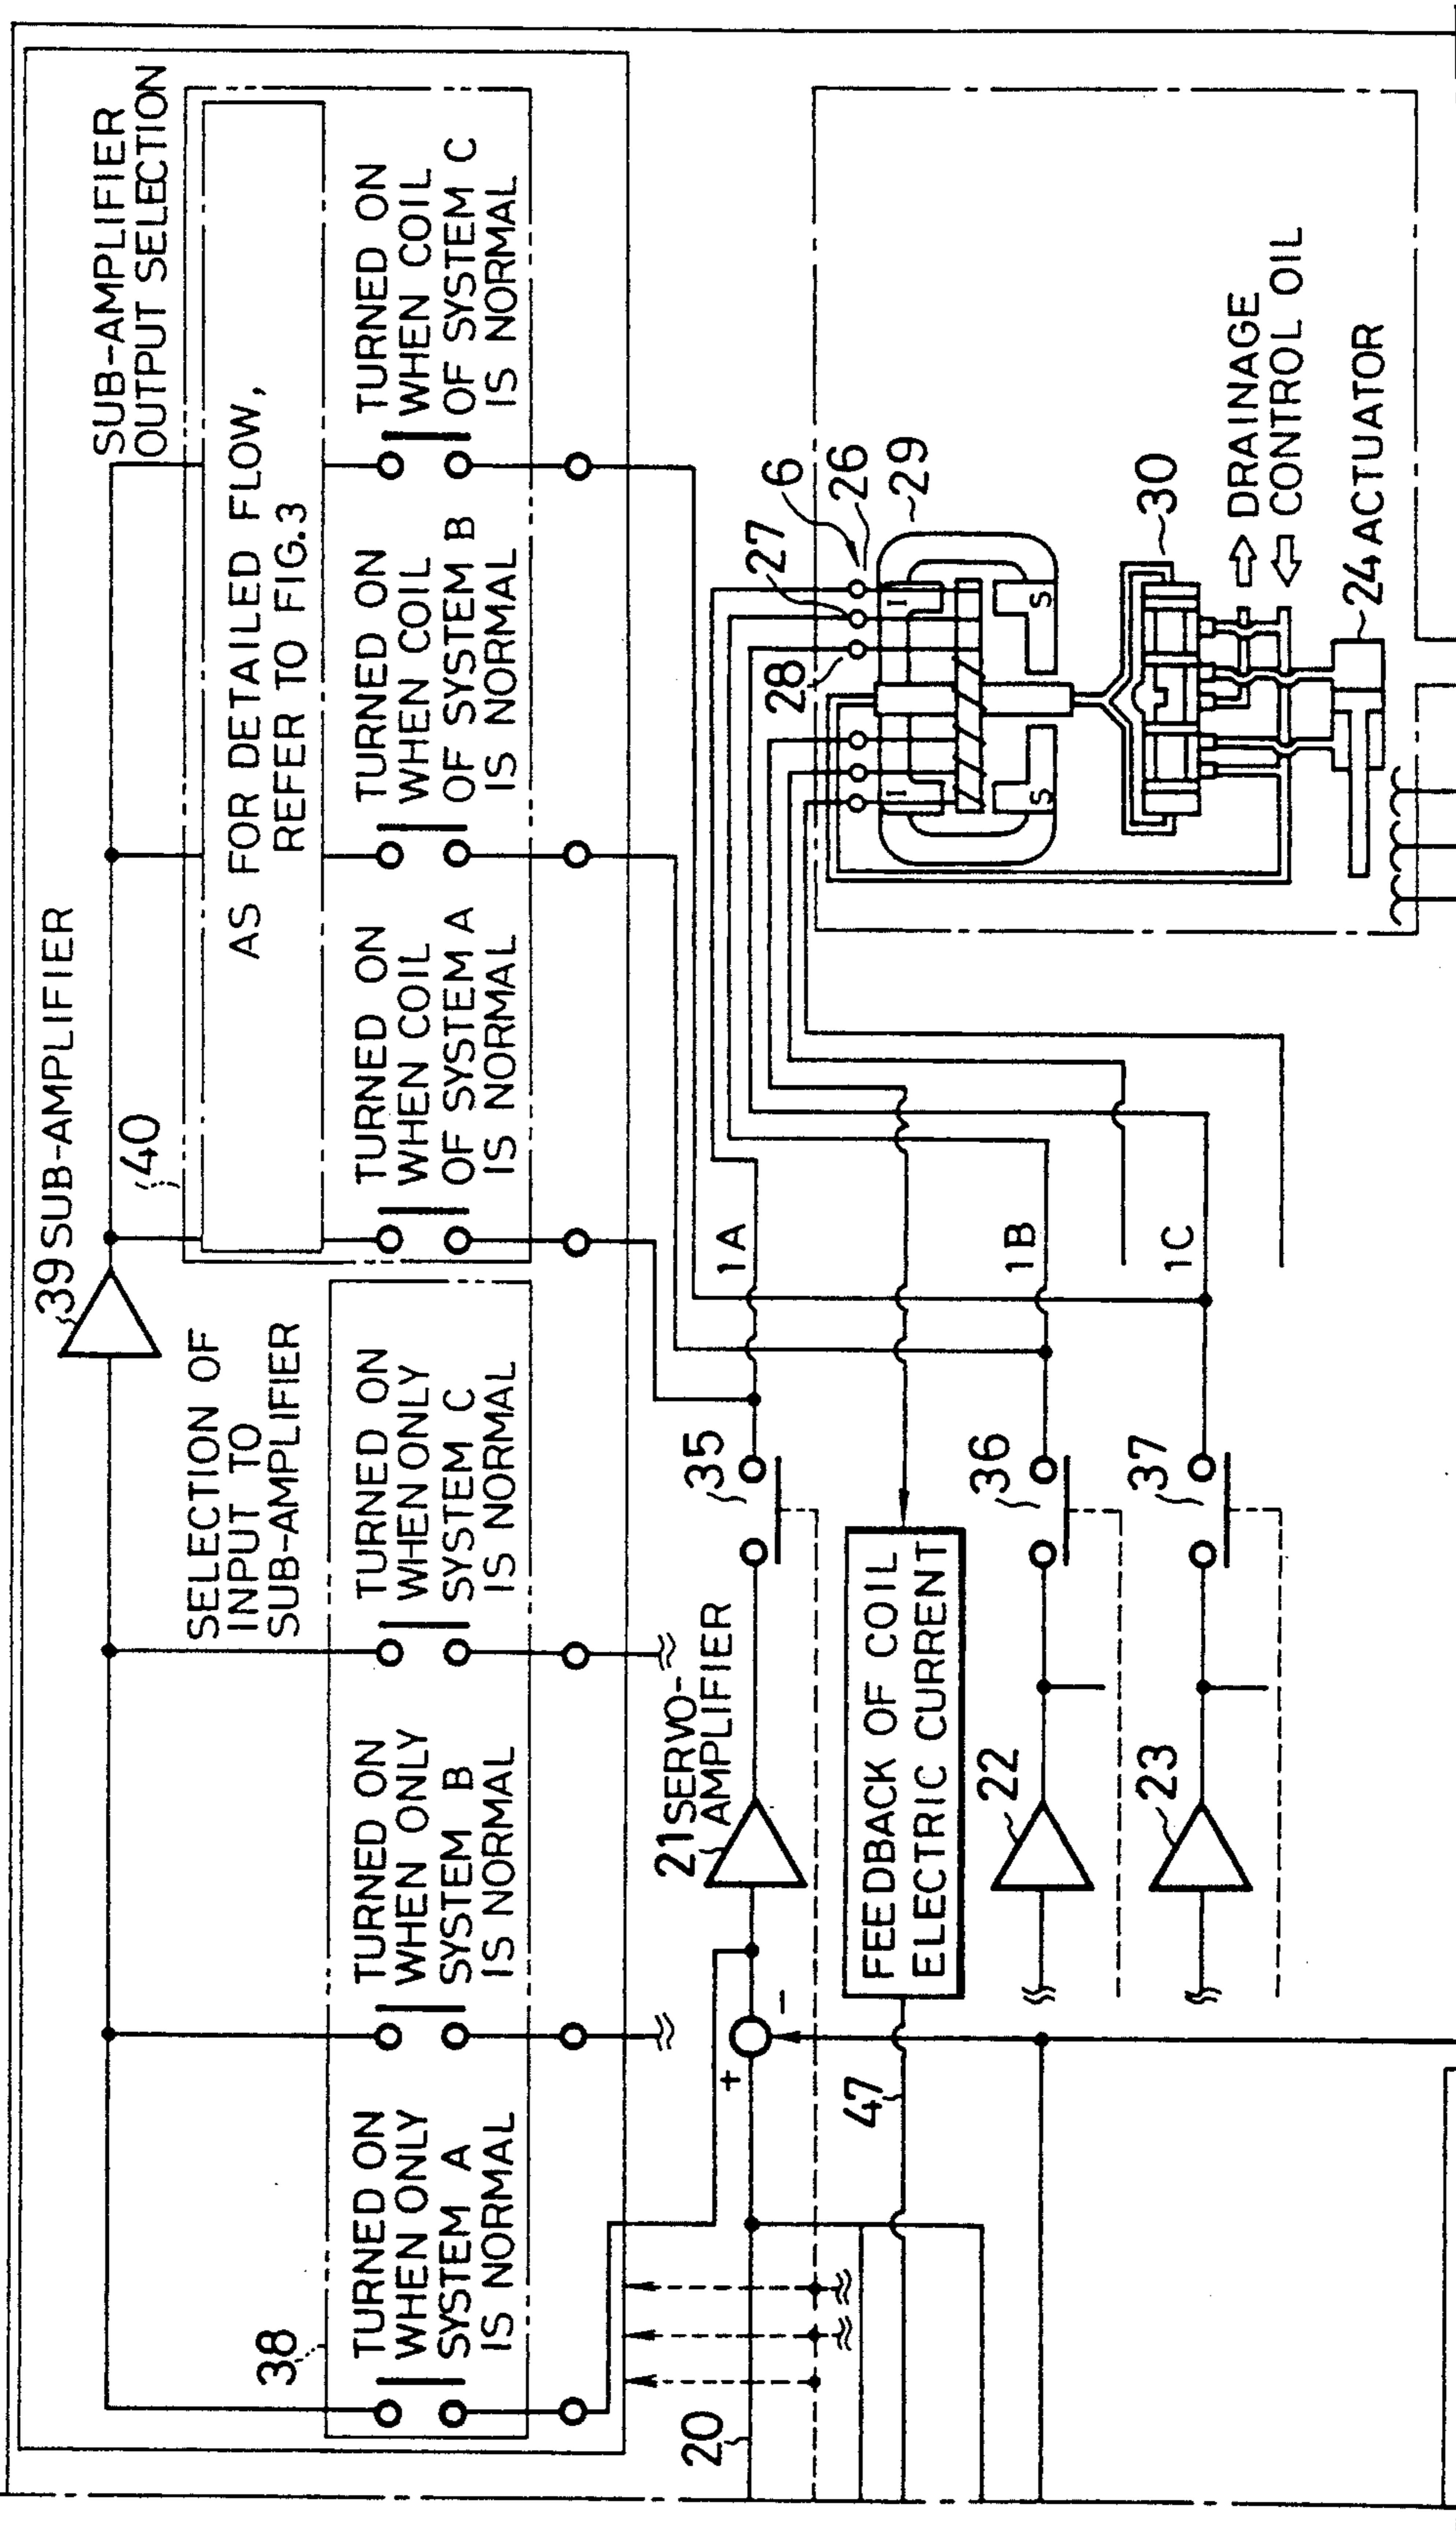 39 SUB-AMPLIFIER
SUB-AMPLIFIER
OUTPUT SELECTION
40
AS FOR DETAILED FLOW,
REFER TO FIG.3
SELECTION OF
INPUT TO
SUB-AMPLIFIER
38
TURNED ON
WHEN ONLY
SYSTEM A
IS NORMAL
TURNED ON
WHEN ONLY
SYSTEM B
IS NORMAL
TURNED ON
WHEN ONLY
SYSTEM C
IS NORMAL
TURNED ON
WHEN COIL
OF SYSTEM A
IS NORMAL
TURNED ON
WHEN COIL
OF SYSTEM B
IS NORMAL
TURNED ON
WHEN COIL
OF SYSTEM C
IS NORMAL
20
+
-
21 SERVO-
AMPLIFIER
35
1A
47
FEEDBACK OF COIL
ELECTRIC CURRENT
22
36
1B
23
37
1C
27
6
28
26
29
I
I
S
S
30
DRAINAGE
CONTROL OIL
24 ACTUATOR